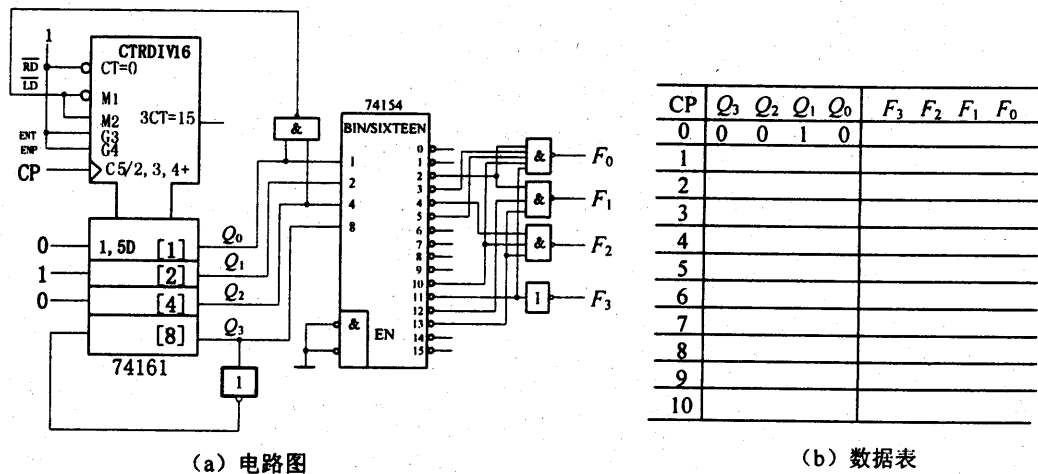 1
CTRDIV16
RD
CT=0
LD
M1
M2
3CT=15
ENT
G3
ENP
G4
CP
C5/2,3,4+
0
1,5D
[1]
Q0
1
[2]
Q1
0
[4]
Q2
[8]
Q3
74161
1
&
74154
BIN/SIXTEEN
1
2
4
8
&
EN
0
1
2
3
4
5
6
7
8
9
10
11
12
13
14
15
&
F0
&
F1
&
F2
1
F3
(a) 电路图
CP Q3 Q2 Q1 Q0 F3 F2 F1 F0
0 0 0 1 0
1
2
3
4
5
6
7
8
9
10
(b) 数据表